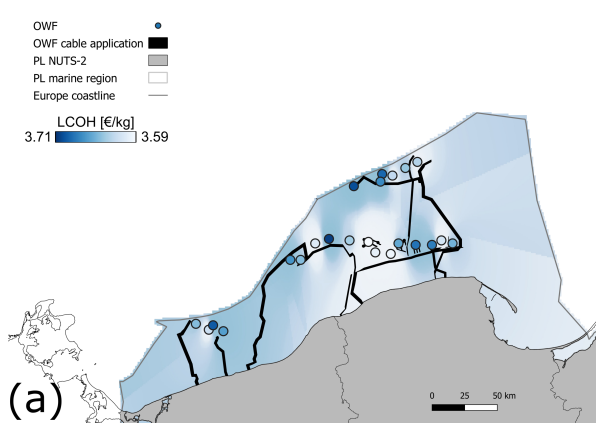 OWF
OWF cable application
PL NUTS-2
PL marine region
Europe coastline
LCOH [€/kg]
3.71 3.59
(a)
0 25 50 km